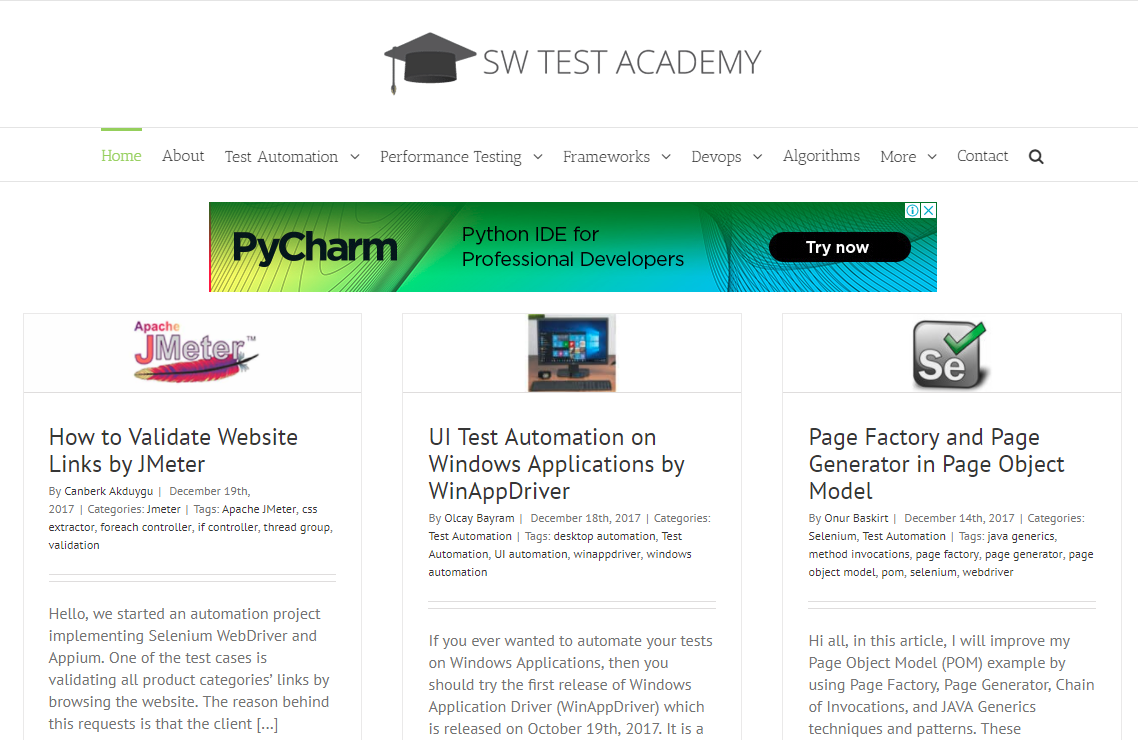 SW TEST ACADEMY
Home About Test Automation Performance Testing Frameworks Devops Algorithms More Contact
PyCharm
Python IDE for
Professional Developers
Try now
Apache
JMeter™
How to Validate Website
Links by JMeter
By Canberk Akduygu | December 19th,
2017 | Categories: Jmeter | Tags: Apache JMeter, css
extractor, foreach controller, if controller, thread group,
validation
Hello, we started an automation project
implementing Selenium WebDriver and
Appium. One of the test cases is
validating all product categories’ links by
browsing the website. The reason behind
this requests is that the client [...]
UI Test Automation on
Windows Applications by
WinAppDriver
By Olcay Bayram | December 18th, 2017 | Categories:
Test Automation | Tags: desktop automation, Test
Automation, UI automation, winappdriver, windows
automation
If you ever wanted to automate your tests
on Windows Applications, then you
should try the first release of Windows
Application Driver (WinAppDriver) which
is released on October 19th, 2017. It is a
Se
Page Factory and Page
Generator in Page Object
Model
By Onur Baskirt | December 14th, 2017 | Categories:
Selenium, Test Automation | Tags: java generics,
method invocations, page factory, page generator, page
object model, pom, selenium, webdriver
Hi all, in this article, I will improve my
Page Object Model (POM) example by
using Page Factory, Page Generator, Chain
of Invocations, and JAVA Generics
techniques and patterns. These